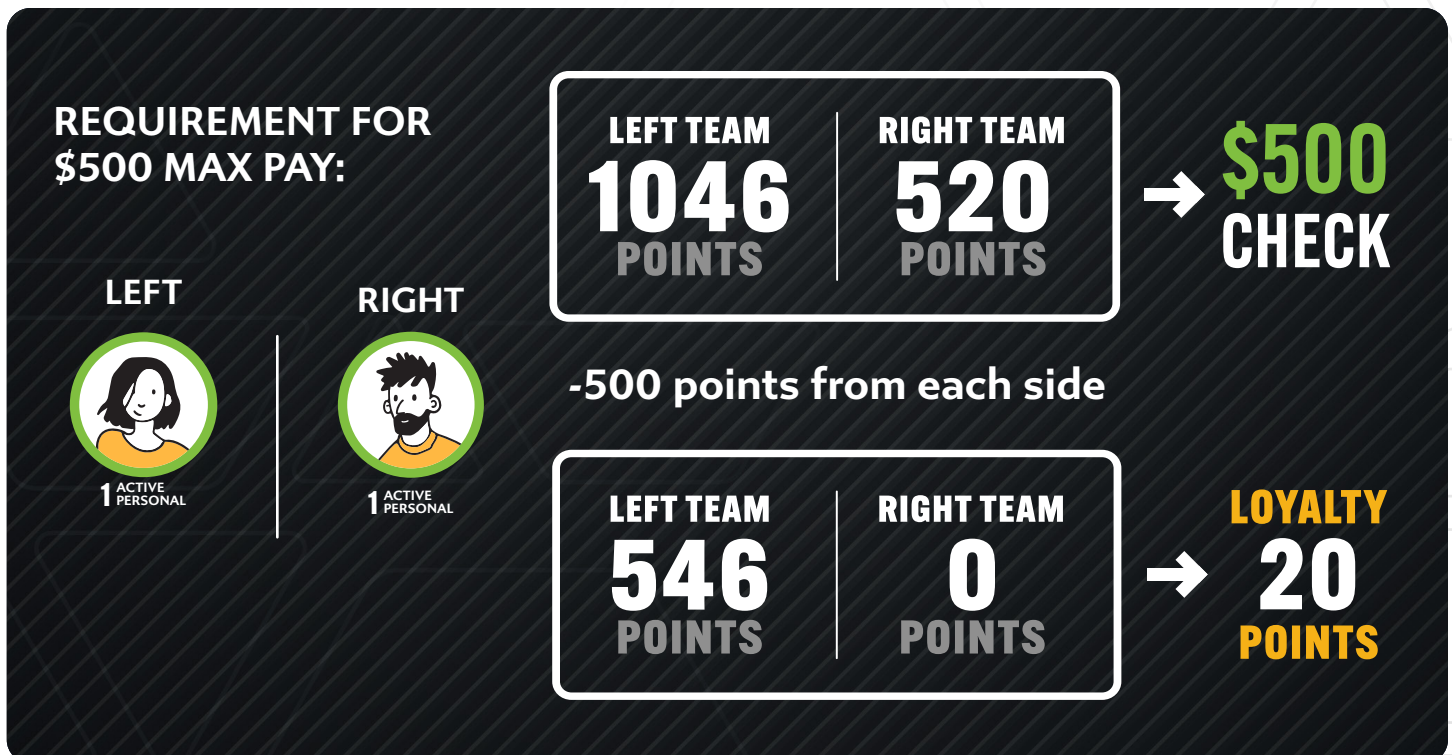 REQUIREMENT FOR
$500 MAX PAY:
LEFT
RIGHT
1 ACTIVE
PERSONAL
1 ACTIVE
PERSONAL
LEFT TEAM
1046
POINTS
RIGHT TEAM
520
POINTS
$500
CHECK
-500 points from each side
LEFT TEAM
546
POINTS
RIGHT TEAM
0
POINTS
LOYALTY
20
POINTS